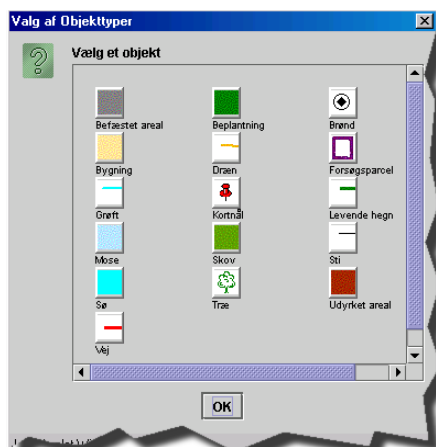 Valg af Objekttyper
Vælg et objekt
Befæstet areal Beplantning Brønd
Bygning Dræn Forsøgsparcel
Grøft Kortnål Levende hegn
Mose Skov Sti
Sø Træ Udyrket areal
Vej
OK